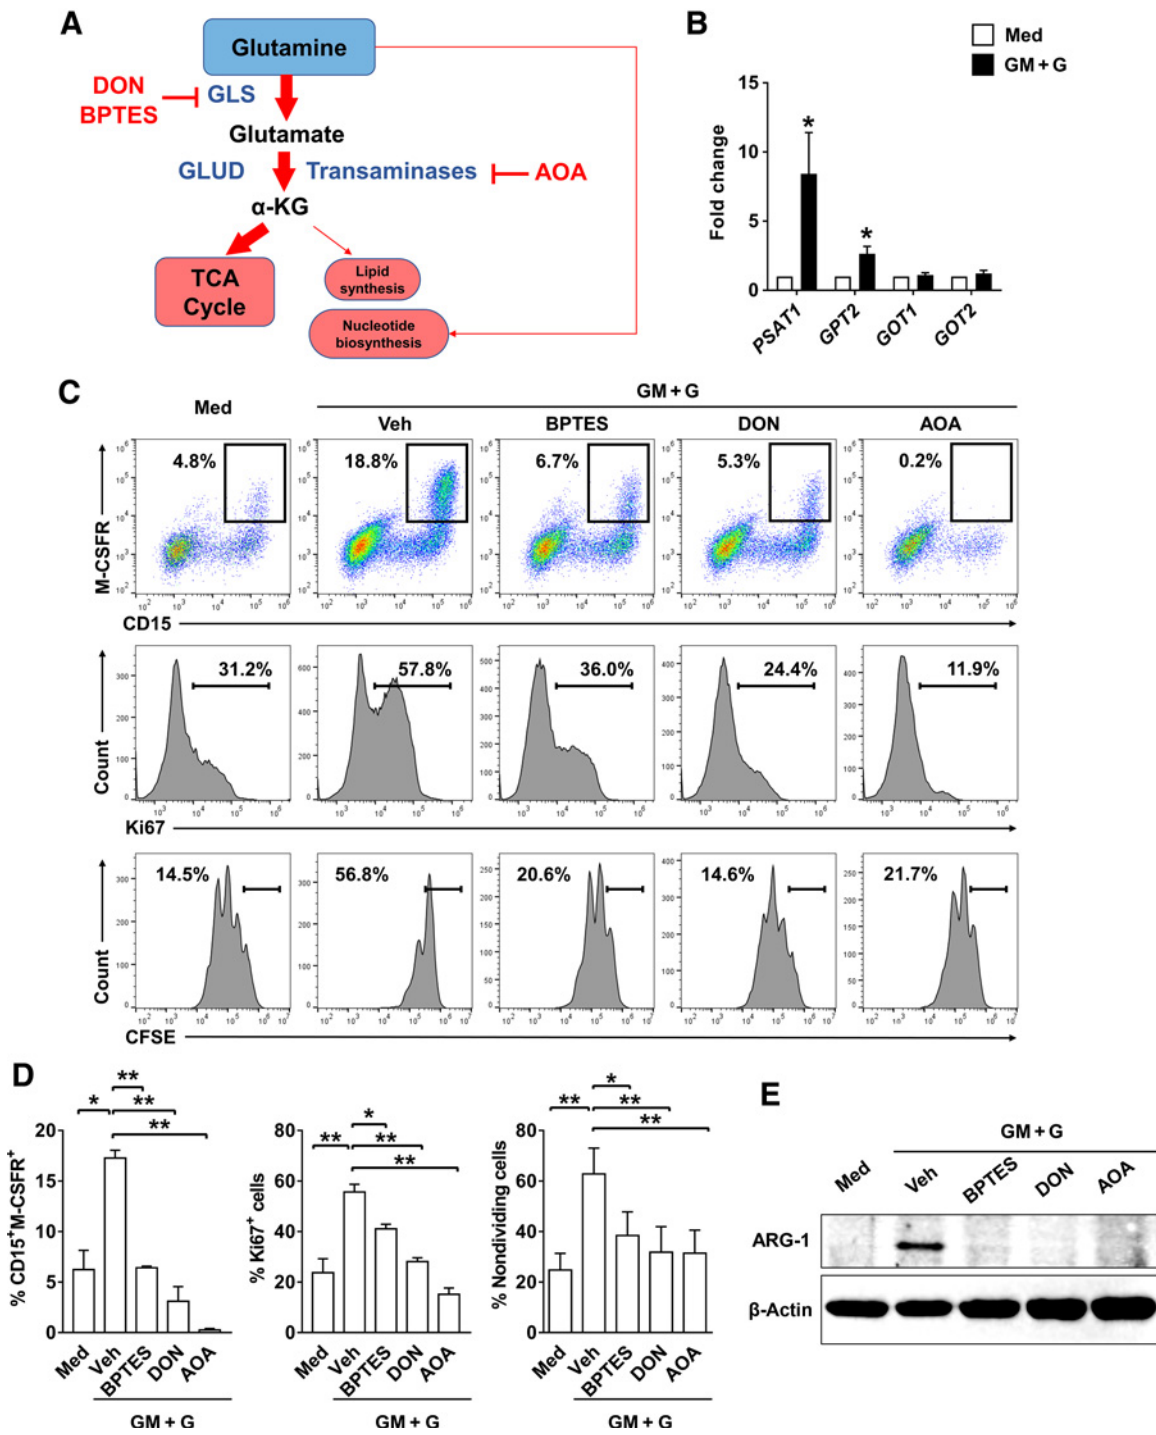 A
Glutamine
DON
BPTES
GLS
Glutamate
GLUD
Transaminases
AOA
α-KG
TCA
Cycle
Lipid
synthesis
Nucleotide
biosynthesis
B
Med
GM + G
Fold change
15
10
5
0
PSAT1
GPT2
GOT1
GOT2
*
*
C
Med
GM + G
Veh
BPTES
DON
AOA
4.8%
18.8%
6.7%
5.3%
0.2%
M-CSFR
CD15
31.2%
57.8%
36.0%
24.4%
11.9%
Count
Ki67
14.5%
56.8%
20.6%
14.6%
21.7%
Count
CFSE
D
* ** ** **
% CD15+M-CSFR+
20
15
10
5
0
Med
Veh
BPTES
DON
AOA
GM + G
** * ** **
% Ki67+ cells
80
60
40
20
0
Med
Veh
BPTES
DON
AOA
GM + G
** * ** **
% Nondividing cells
80
60
40
20
0
Med
Veh
BPTES
DON
AOA
GM + G
E
GM + G
Med
Veh
BPTES
DON
AOA
ARG-1
β-Actin